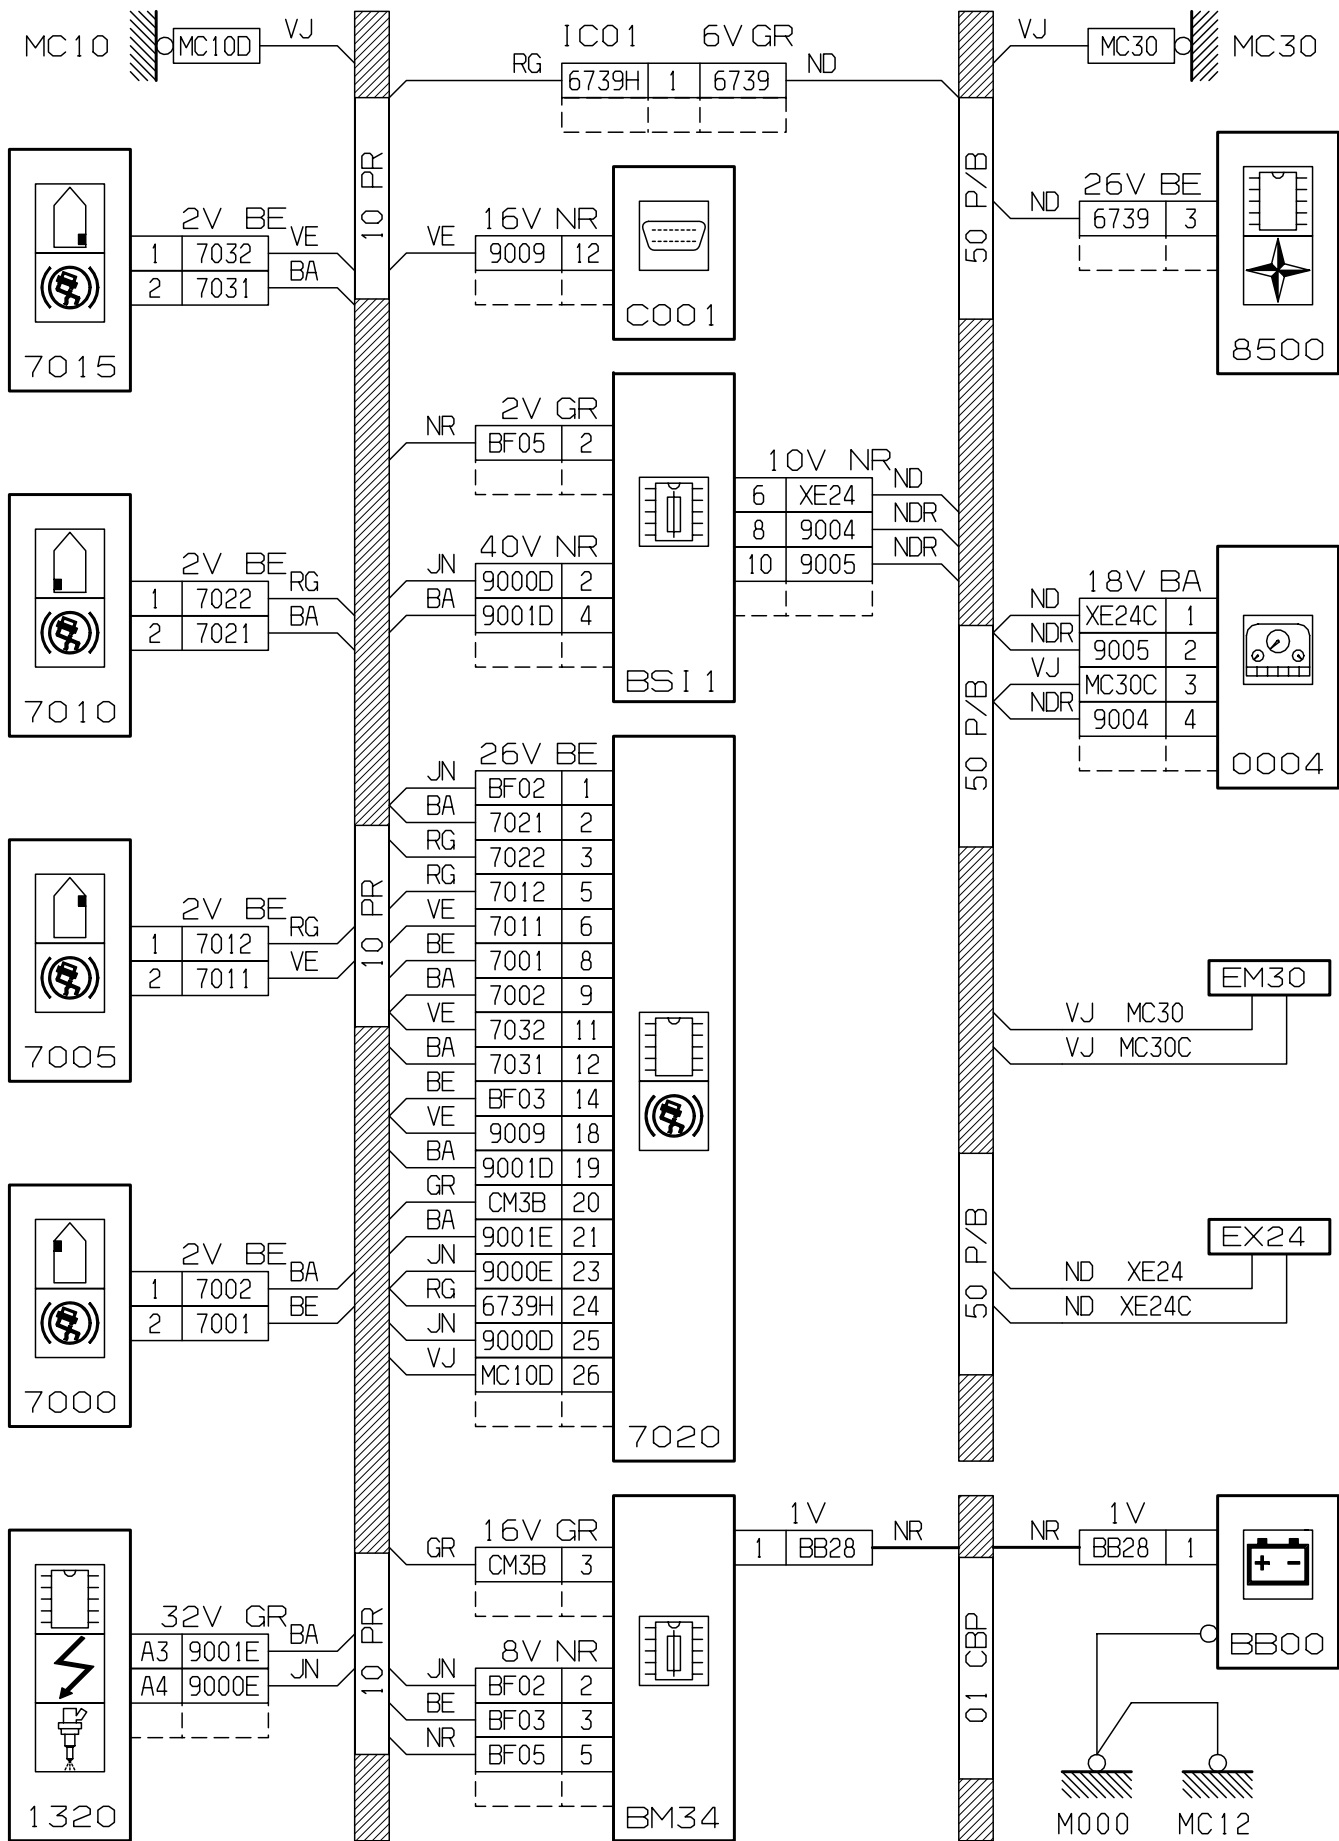 MC10 MC10D VJ
IC01 6V GR
RG 6739H 1 6739 ND
VJ MC30 MC30
10 PR
50 P/B
2V BE
1 7032 VE
2 7031 BA
7015
16V NR
VE 9009 12
C001
26V BE
ND 6739 3
8500
2V GR
NR BF05 2
40V NR
JN 9000D 2
BA 9001D 4
BSI1
10V NR
6 XE24 ND
8 9004 NDR
10 9005 NDR
2V BE
1 7022 RG
2 7021 BA
7010
50 P/B
18V BA
ND XE24C 1
NDR 9005 2
VJ MC30C 3
NDR 9004 4
0004
26V BE
JN BF02 1
BA 7021 2
RG 7022 3
RG 7012 5
VE 7011 6
BE 7001 8
BA 7002 9
VE 7032 11
BA 7031 12
BE BF03 14
VE 9009 18
BA 9001D 19
GR CM3B 20
BA 9001E 21
JN 9000E 23
RG 6739H 24
JN 9000D 25
VJ MC10D 26
7020
10 PR
2V BE
1 7012 RG
2 7011 VE
7005
EM30
VJ MC30
VJ MC30C
2V BE
1 7002 BA
2 7001 BE
7000
50 P/B
EX24
ND XE24
ND XE24C
16V GR
GR CM3B 3
8V NR
JN BF02 2
BE BF03 3
NR BF05 5
BM34
1V
1 BB28 NR
01 CBP
1V
NR BB28 1
+ -
BB00
32V GR
A3 9001E BA
A4 9000E JN
1320
10 PR
M000 MC12